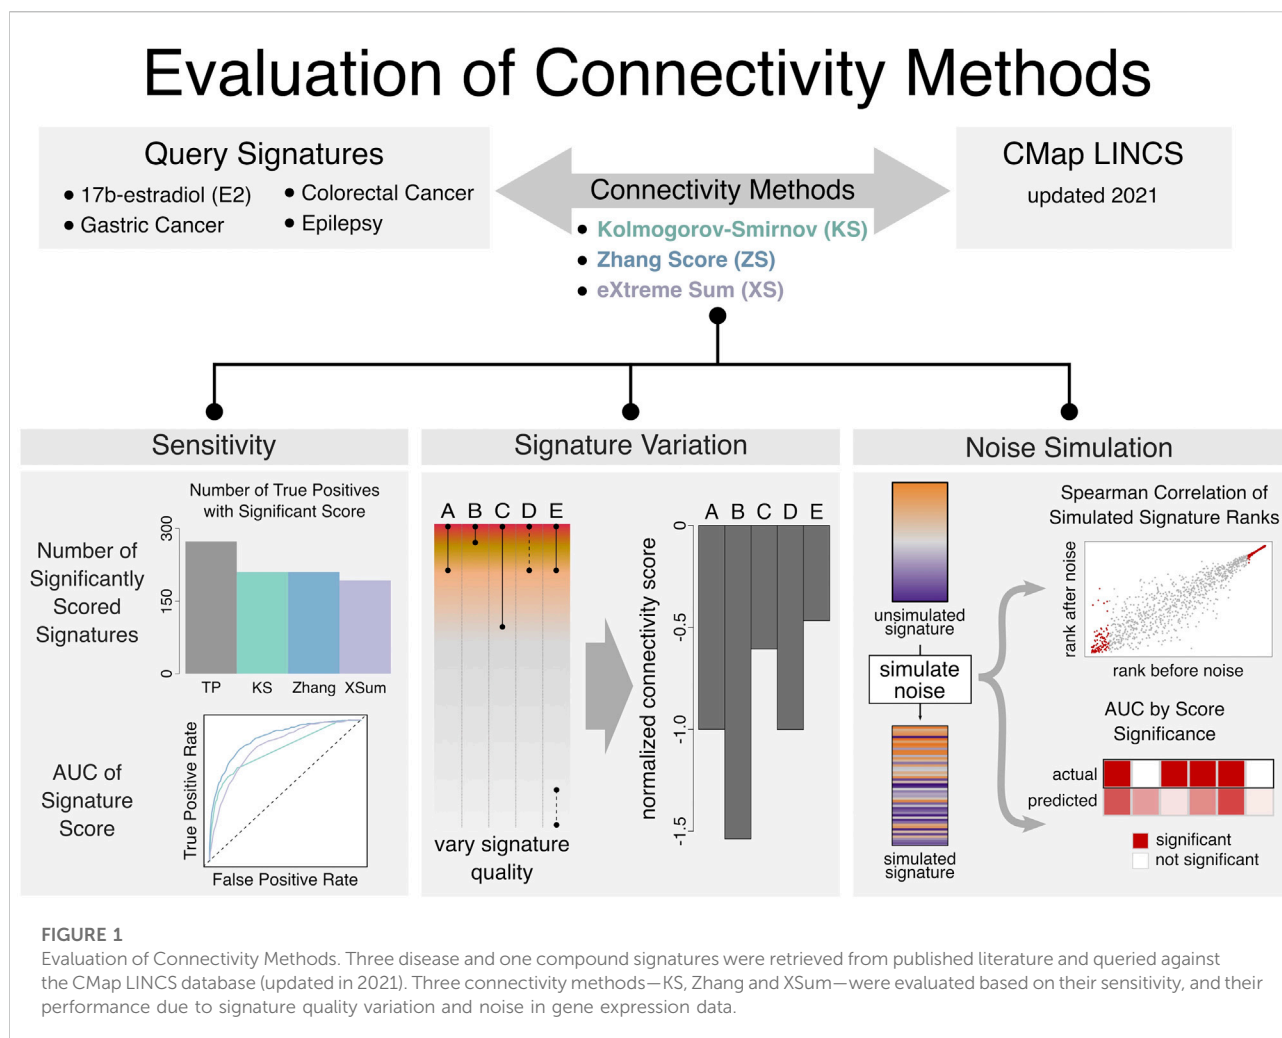 Evaluation of Connectivity Methods
Query Signatures
• 17b-estradiol (E2)
• Gastric Cancer
• Colorectal Cancer
• Epilepsy
Connectivity Methods
• Kolmogorov-Smirnov (KS)
• Zhang Score (ZS)
• eXtreme Sum (XS)
CMap LINCS
updated 2021
Sensitivity
Number of
Significantly
Scored
Signatures
Number of True Positives
with Significant Score
300
150
0
TP KS Zhang XSum
AUC of
Signature
Score
True Positive Rate
False Positive Rate
Signature Variation
A B C D E
vary signature
quality
A B C D E
normalized connectivity score
0
-0.5
-1.0
-1.5
Noise Simulation
unsimulated
signature
simulate
noise
simulated
signature
Spearman Correlation of
Simulated Signature Ranks
rank after noise
rank before noise
AUC by Score
Significance
actual
predicted
significant
not significant
FIGURE 1
Evaluation of Connectivity Methods. Three disease and one compound signatures were retrieved from published literature and queried against
the CMap LINCS database (updated in 2021). Three connectivity methods—KS, Zhang and XSum—were evaluated based on their sensitivity, and their
performance due to signature quality variation and noise in gene expression data.